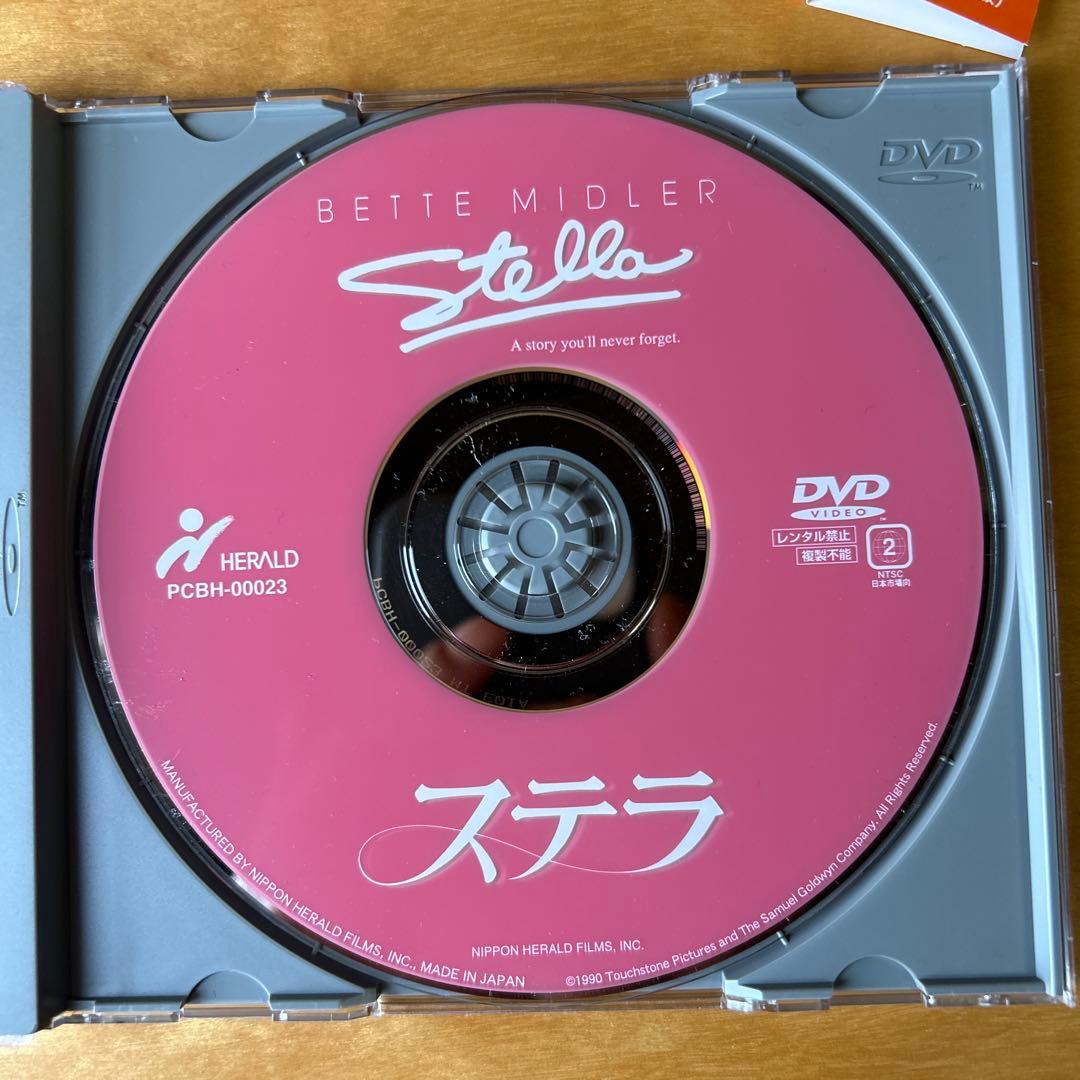 DVD
TM
BETTE MIDLER
Stella
A story you'll never forget.
DVD
VIDEO
TM
レンタル禁止
複製不能
2
NTSC
日本市場向
HERALD
PCBH-00023
TM
ステラ
MANUFACTURED BY NIPPON HERALD FILMS, INC., MADE IN JAPAN
NIPPON HERALD FILMS, INC.
©1990 Touchstone Pictures and The Samuel Goldwyn Company. All Rights Reserved.